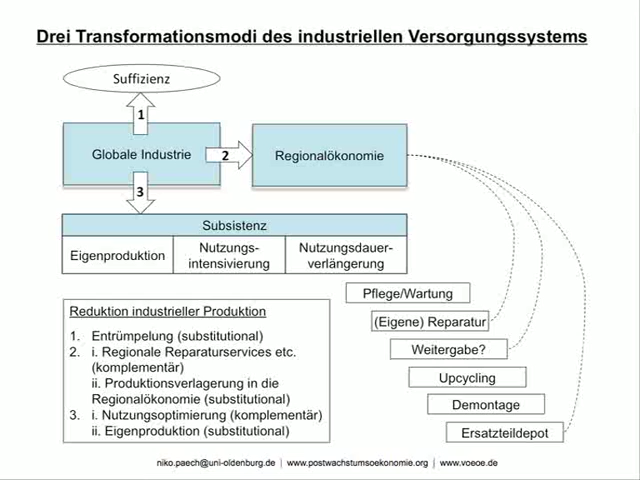 Drei Transformationsmodi des industriellen Versorgungssystems
Suffizienz
1
Globale Industrie
2
Regionalökonomie
3
Subsistenz
Eigenproduktion
Nutzungs-
intensivierung
Nutzungsdauer-
verlängerung
Pflege/Wartung
(Eigene) Reparatur
Weitergabe?
Upcycling
Demontage
Ersatzteildepot
Reduktion industrieller Produktion
1. Entrümpelung (substitutional)
2. i. Regionale Reparaturservices etc.
(komplementär)
ii. Produktionsverlagerung in die
Regionalökonomie (substitutional)
3. i. Nutzungsoptimierung (komplementär)
ii. Eigenproduktion (substitutional)
niko.paech@uni-oldenburg.de | www.postwachstumsoekonomie.org | www.voeoe.de